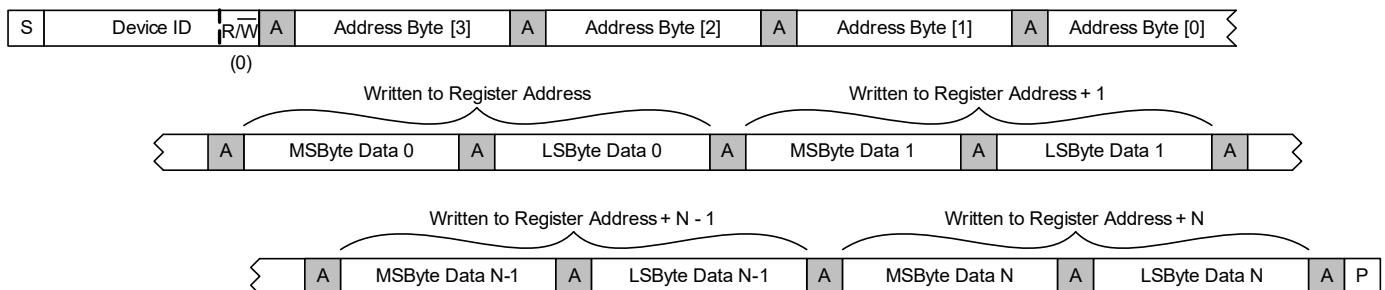 S Device ID R/W̅ A Address Byte [3] A Address Byte [2] A Address Byte [1] A Address Byte [0]
(0)
Written to Register Address Written to Register Address + 1
A MSByte Data 0 A LSByte Data 0 A MSByte Data 1 A LSByte Data 1 A
Written to Register Address + N - 1 Written to Register Address + N
A MSByte Data N-1 A LSByte Data N-1 A MSByte Data N A LSByte Data N A P